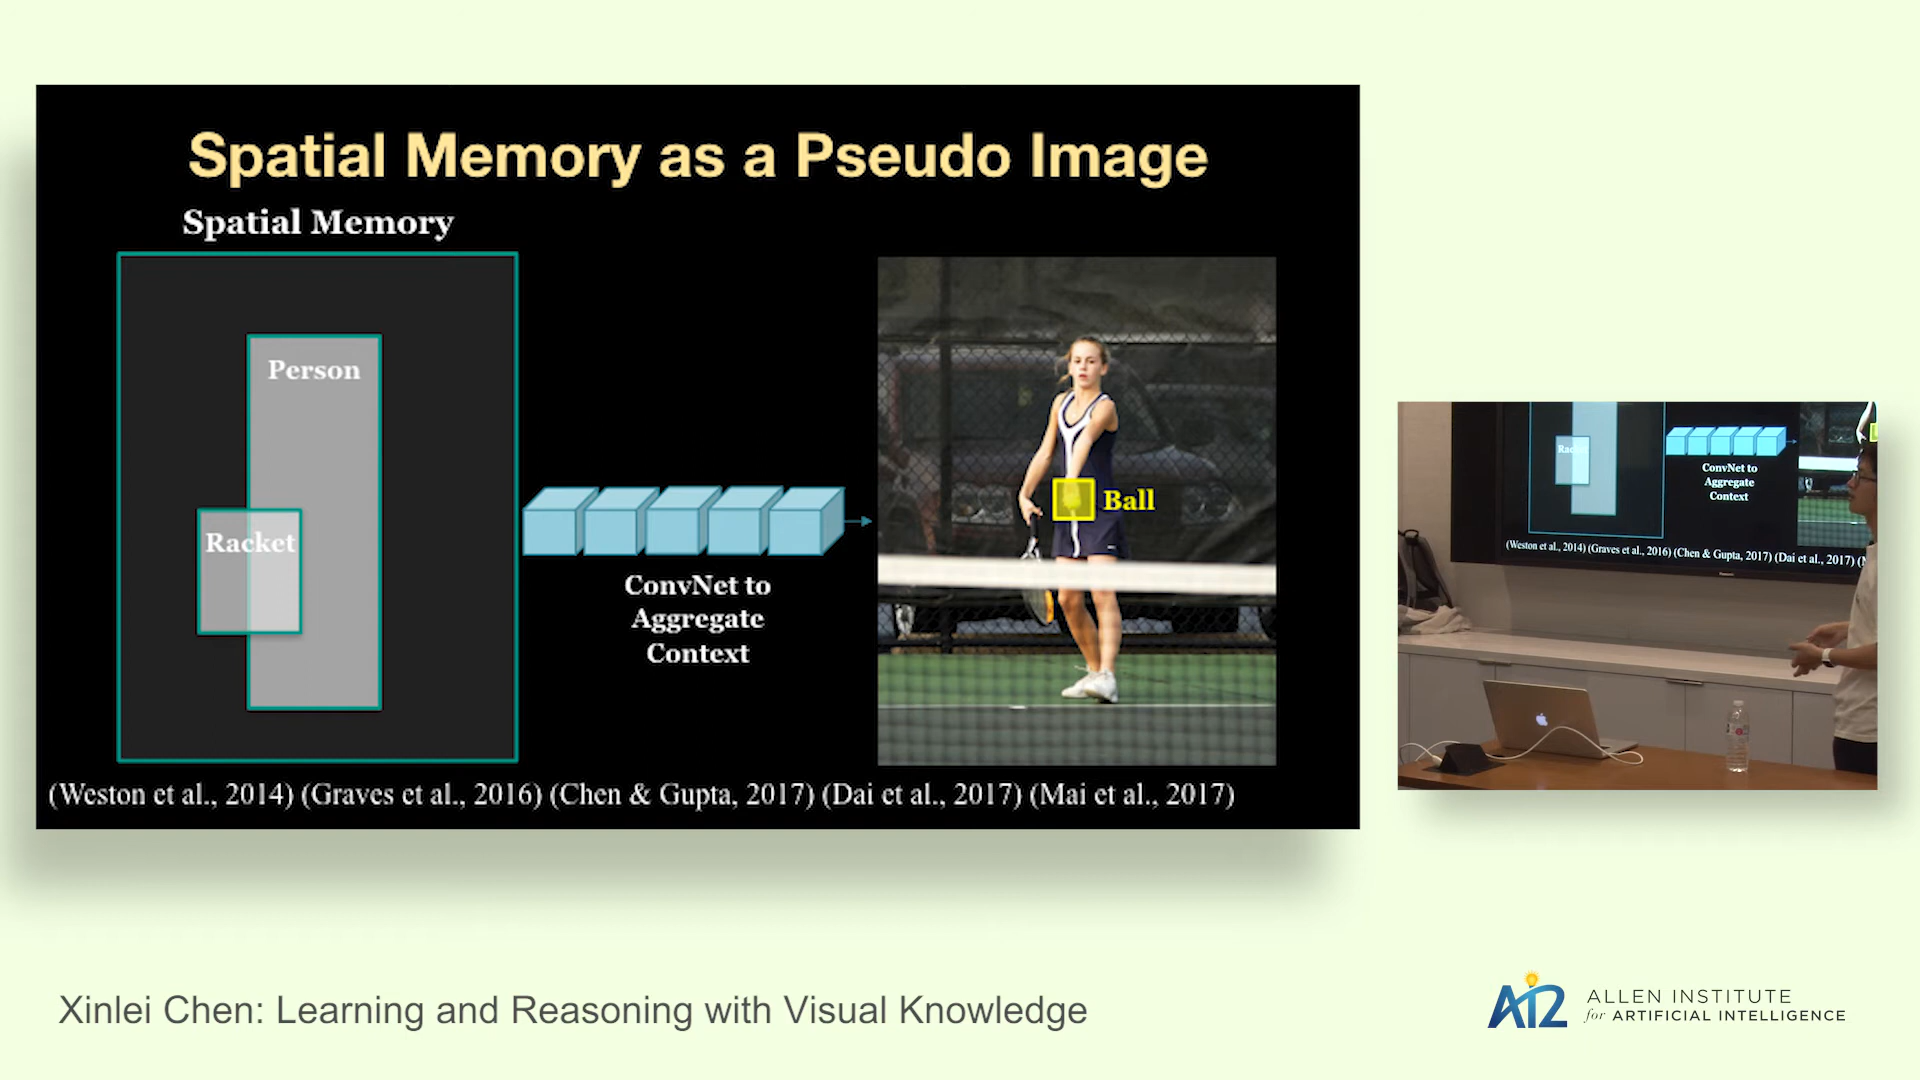 Spatial Memory as a Pseudo Image
Spatial Memory
Person
Racket
ConvNet to
Aggregate
Context
Ball
(Weston et al., 2014) (Graves et al., 2016) (Chen & Gupta, 2017) (Dai et al., 2017) (Mai et al., 2017)
ConvNet to
Aggregate
Context
(Weston et al., 2014) (Graves et al., 2016) (Chen & Gupta, 2017) (Dai et al., 2017) (
Xinlei Chen: Learning and Reasoning with Visual Knowledge
AI2
ALLEN INSTITUTE
for ARTIFICIAL INTELLIGENCE